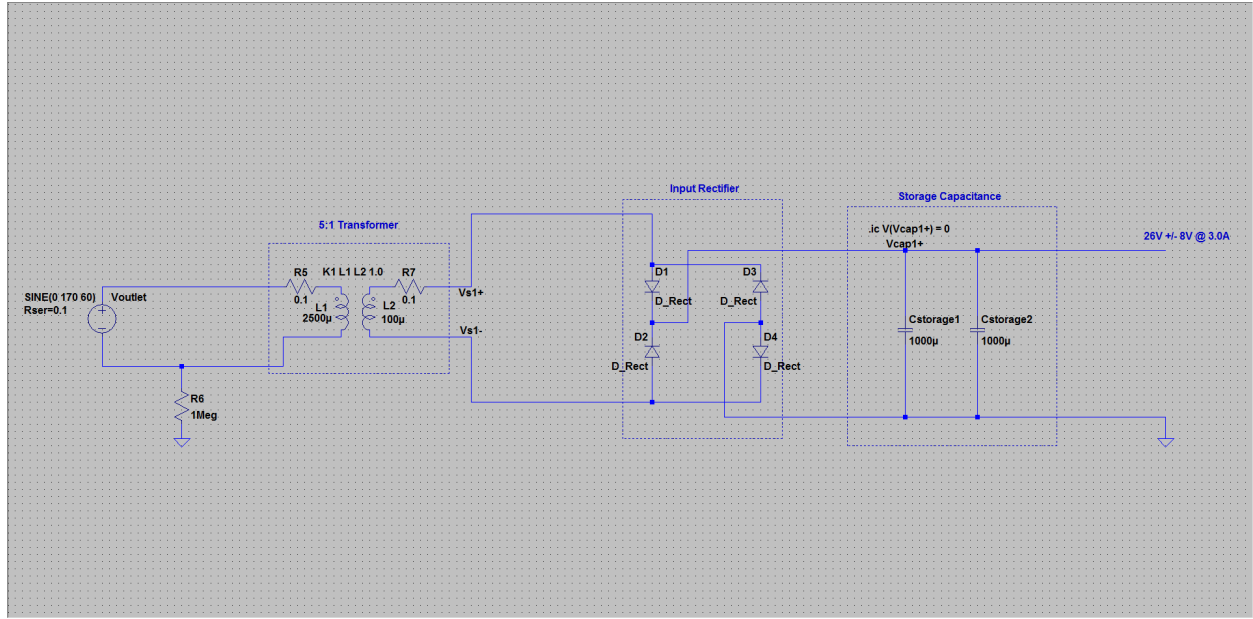 Input Rectifier
Storage Capacitance
5:1 Transformer
.ic V(Vcap1+) = 0
Vcap1+
26V +/- 8V @ 3.0A
R5
K1 L1 L2 1.0
R7
D1
D3
SINE(0 170 60)
Rser=0.1
Voutlet
0.1
0.1
Vs1+
L1
2500µ
L2
100µ
D_Rect
D_Rect
Vs1-
Cstorage1
1000µ
Cstorage2
1000µ
D2
D4
D_Rect
D_Rect
R6
1Meg